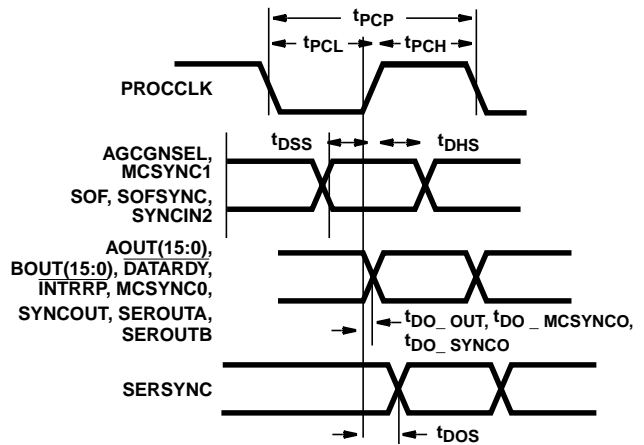 tPCP
tPCL tPCH
PROCCLK
tDSS tDHS
AGCGNSEL,
MCSYNC1
SOF, SOFSYNC,
SYNCIN2
AOUT(15:0),
BOUT(15:0), DATARDY,
INTRRP, MCSYNC0,
SYNCOUT, SEROUTA,
SEROUTB
tDO_ OUT, tDO _ MCSYNCO,
tDO_ SYNCO
SERSYNC
tDOS